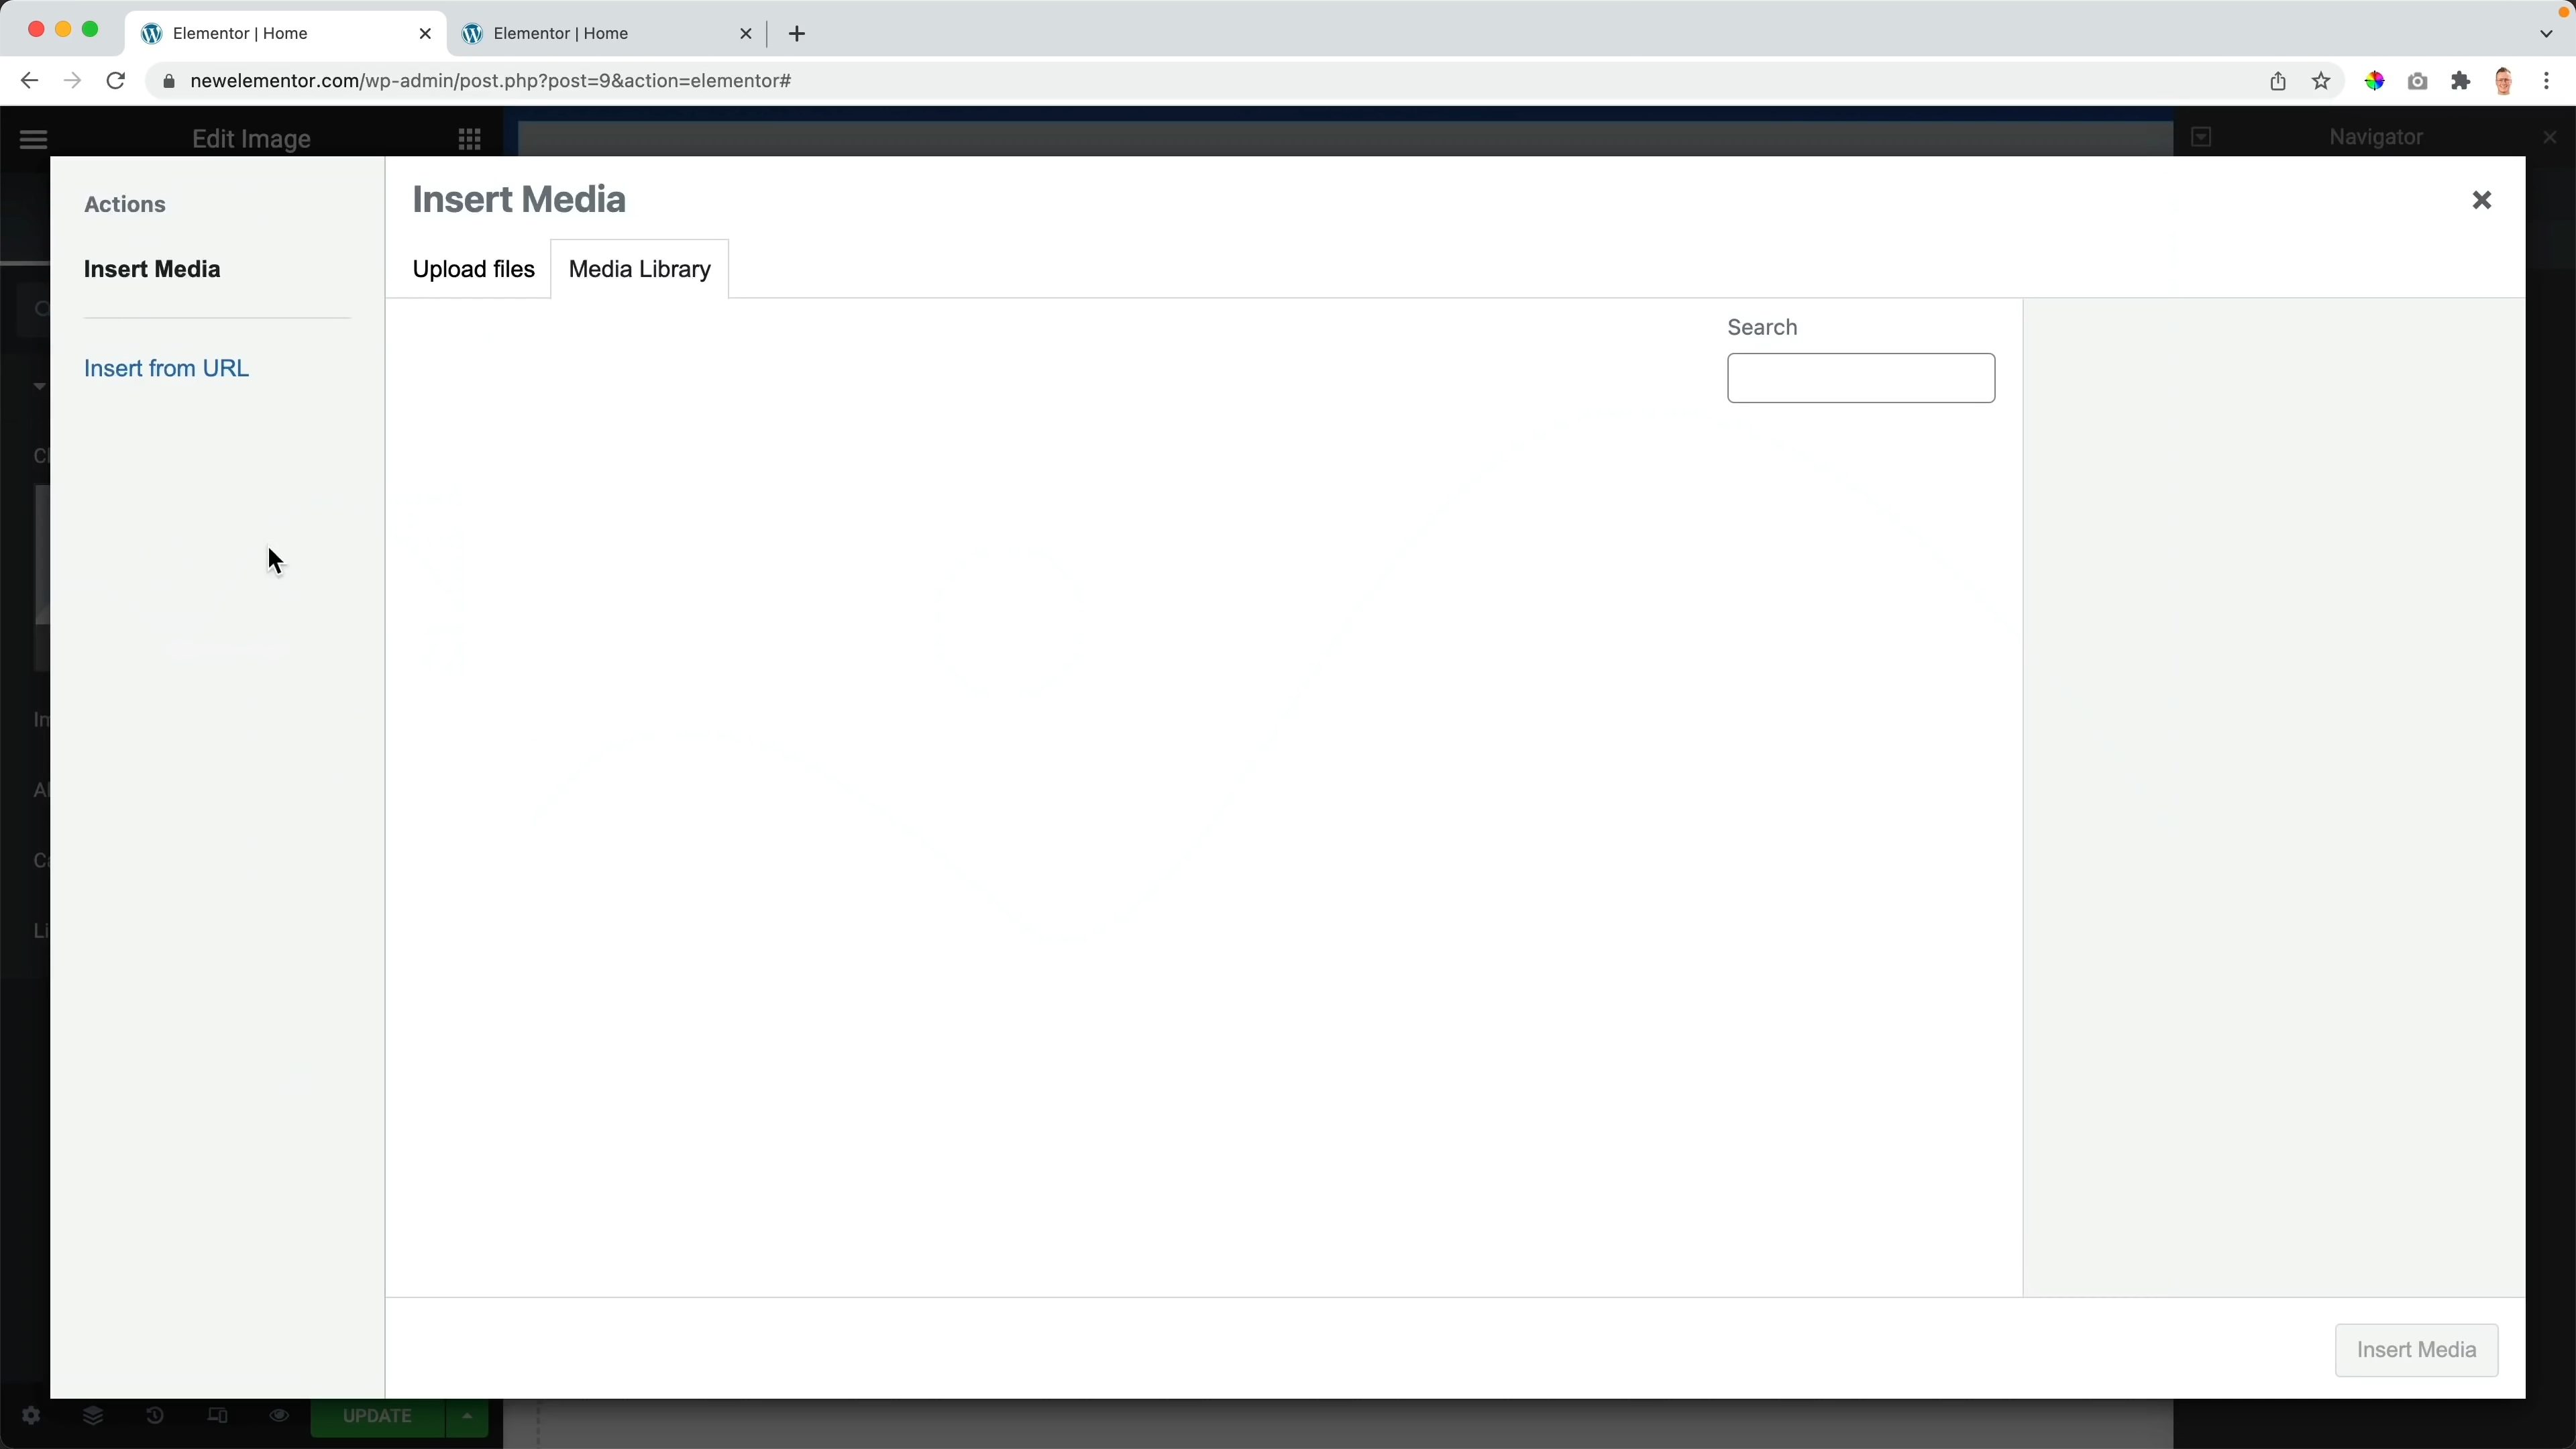 Elementor | Home
Elementor | Home
newelementor.com/wp-admin/post.php?post=9&action=elementor#
Edit Image
Navigator
Actions
Insert Media
Insert from URL
Insert Media
Upload files
Media Library
Search
Insert Media
UPDATE